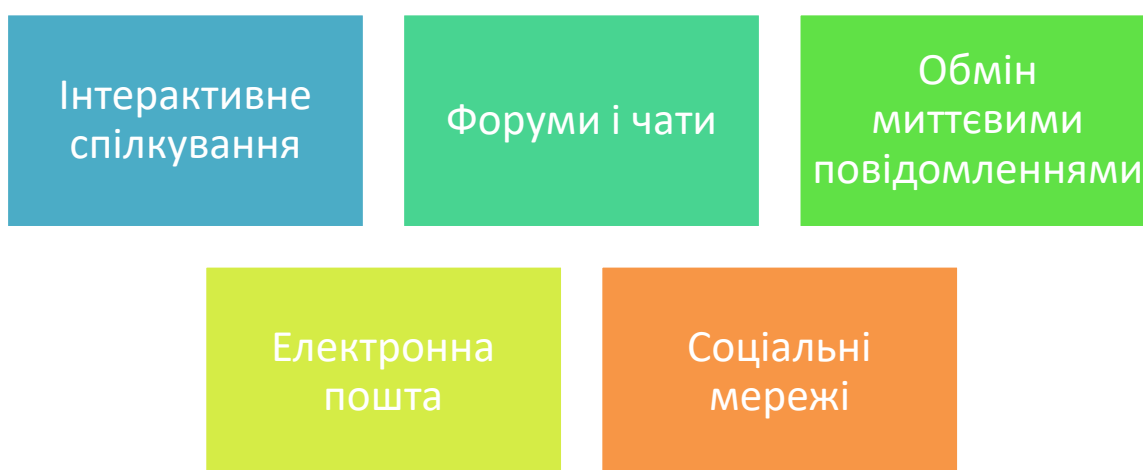 Інтерактивне
спілкування
Форуми і чати
Обмін
миттєвими
повідомленнями
Електронна
пошта
Соціальні
мережі